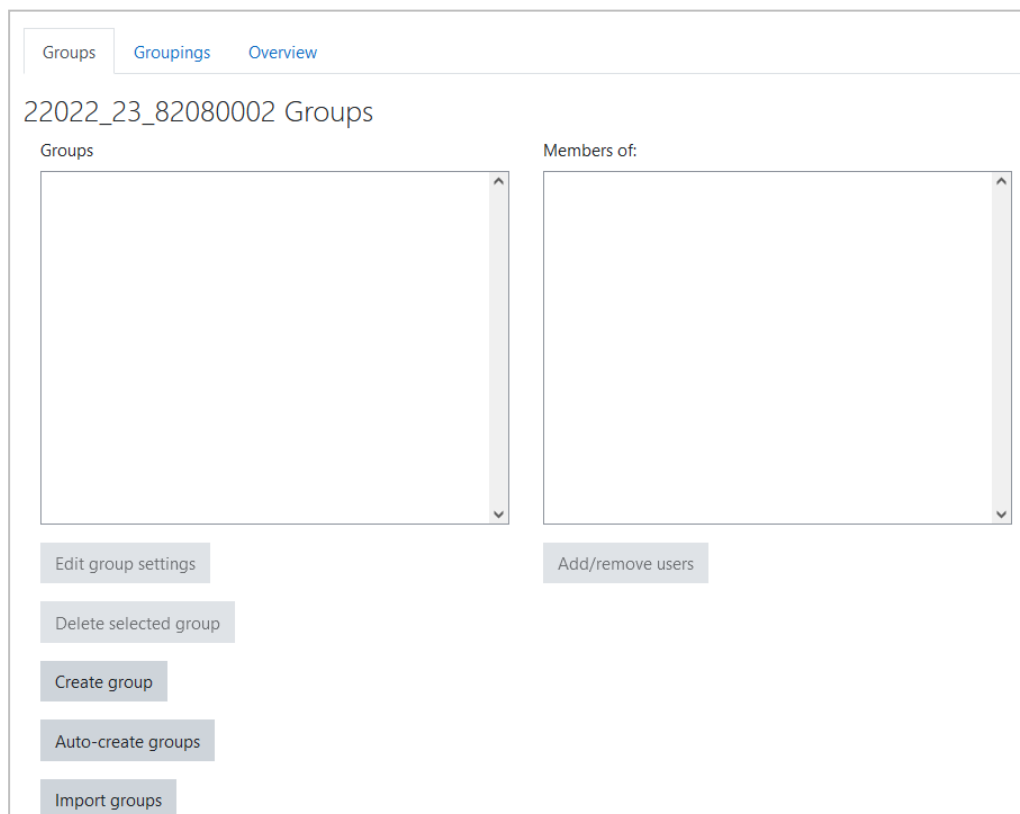 Groups Groupings Overview
22022_23_82080002 Groups
Groups Members of:
Edit group settings Add/remove users
Delete selected group
Create group
Auto-create groups
Import groups